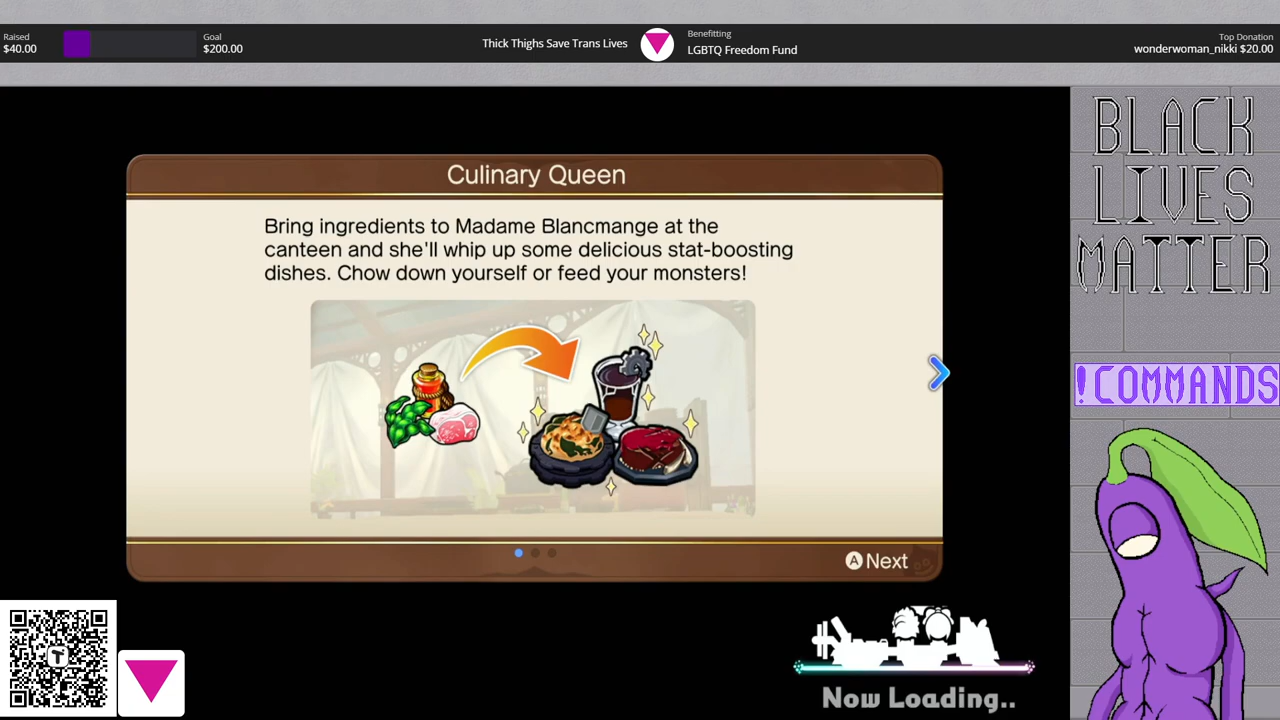 Raised
$40.00
Goal
$200.00
Thick Thighs Save Trans Lives
Benefitting
LGBTQ Freedom Fund
Top Donation
wonderwoman_nikki $20.00
BLACK
LIVES
MATTER
!COMMANDS
Culinary Queen
Bring ingredients to Madame Blancmange at the
canteen and she'll whip up some delicious stat-boosting
dishes. Chow down yourself or feed your monsters!
A Next
T
Now Loading..